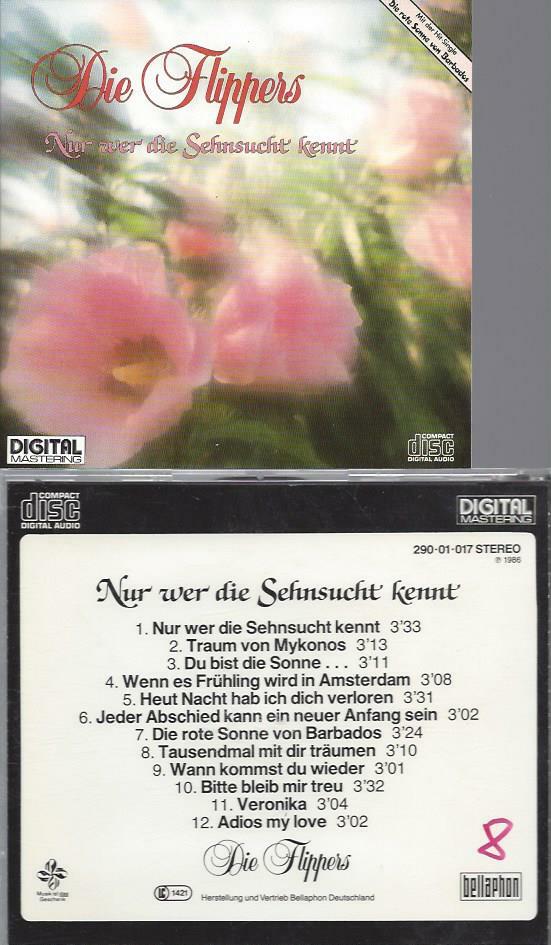 Mit der Hit-Single
Die rote Sonne von Barbados
Die Flippers
Nur wer die Sehnsucht kennt
DIGITAL
MASTERING
COMPACT
disc
DIGITAL AUDIO
COMPACT
disc
DIGITAL AUDIO
DIGITAL
MASTERING
290-01-017 STEREO
℗ 1986
Nur wer die Sehnsucht kennt
1. Nur wer die Sehnsucht kennt 3'33
2. Traum von Mykonos 3'13
3. Du bist die Sonne . . . 3'11
4. Wenn es Frühling wird in Amsterdam 3'08
5. Heut Nacht hab ich dich verloren 3'31
6. Jeder Abschied kann ein neuer Anfang sein 3'02
7. Die rote Sonne von Barbados 3'24
8. Tausendmal mit dir träumen 3'10
9. Wann kommst du wieder 3'01
10. Bitte bleib mir treu 3'32
11. Veronika 3'04
12. Adios my love 3'02
8
Die Flippers
Musik ist das
Geschenk
LC 1421
Herstellung und Vertrieb Bellaphon Deutschland
bellaphon